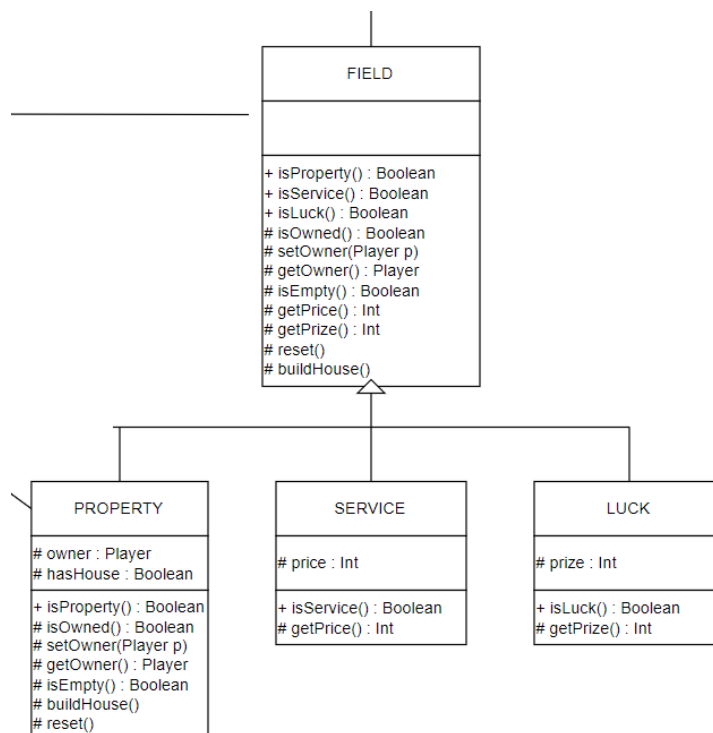 FIELD
+ isProperty() : Boolean
+ isService() : Boolean
+ isLuck() : Boolean
# isOwned() : Boolean
# setOwner(Player p)
# getOwner() : Player
# isEmpty() : Boolean
# getPrice() : Int
# getPrize() : Int
# reset()
# buildHouse()
PROPERTY
# owner : Player
# hasHouse : Boolean
+ isProperty() : Boolean
# isOwned() : Boolean
# setOwner(Player p)
# getOwner() : Player
# isEmpty() : Boolean
# buildHouse()
# reset()
SERVICE
# price : Int
+ isService() : Boolean
# getPrice() : Int
LUCK
# prize : Int
+ isLuck() : Boolean
# getPrize() : Int